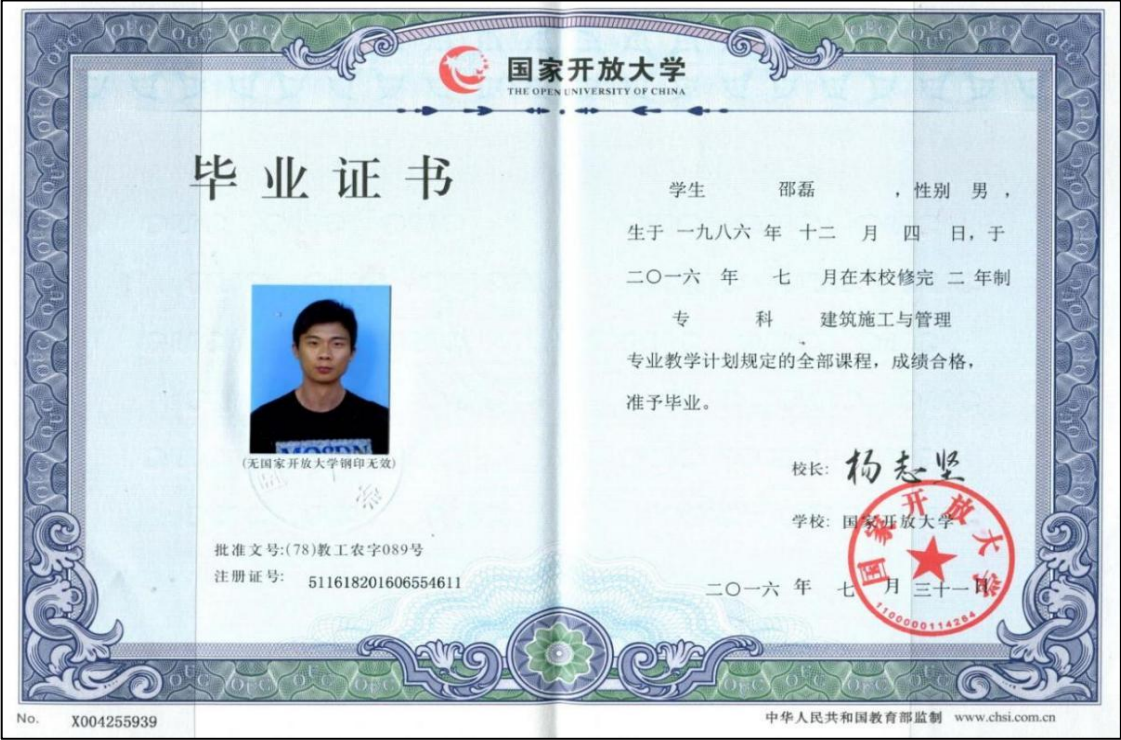 国家开放大学
THE OPEN UNIVERSITY OF CHINA
毕业证书
(无国家开放大学钢印无效)
批准文号:(78)教工农字089号
注册证号: 511618201606554611
学生 邵磊 ，性别 男 ，
生于 一九八六 年 十二 月 四 日，于
二〇一六 年 七 月在本校修完 二 年制
专 科 建筑施工与管理
专业教学计划规定的全部课程，成绩合格，
准予毕业。
校长: 杨志坚
学校: 国家开放大学
二〇一六 年 七 月 三十一日
国家开放大学
1100000114264
No. X004255939
中华人民共和国教育部监制 www.chsi.com.cn